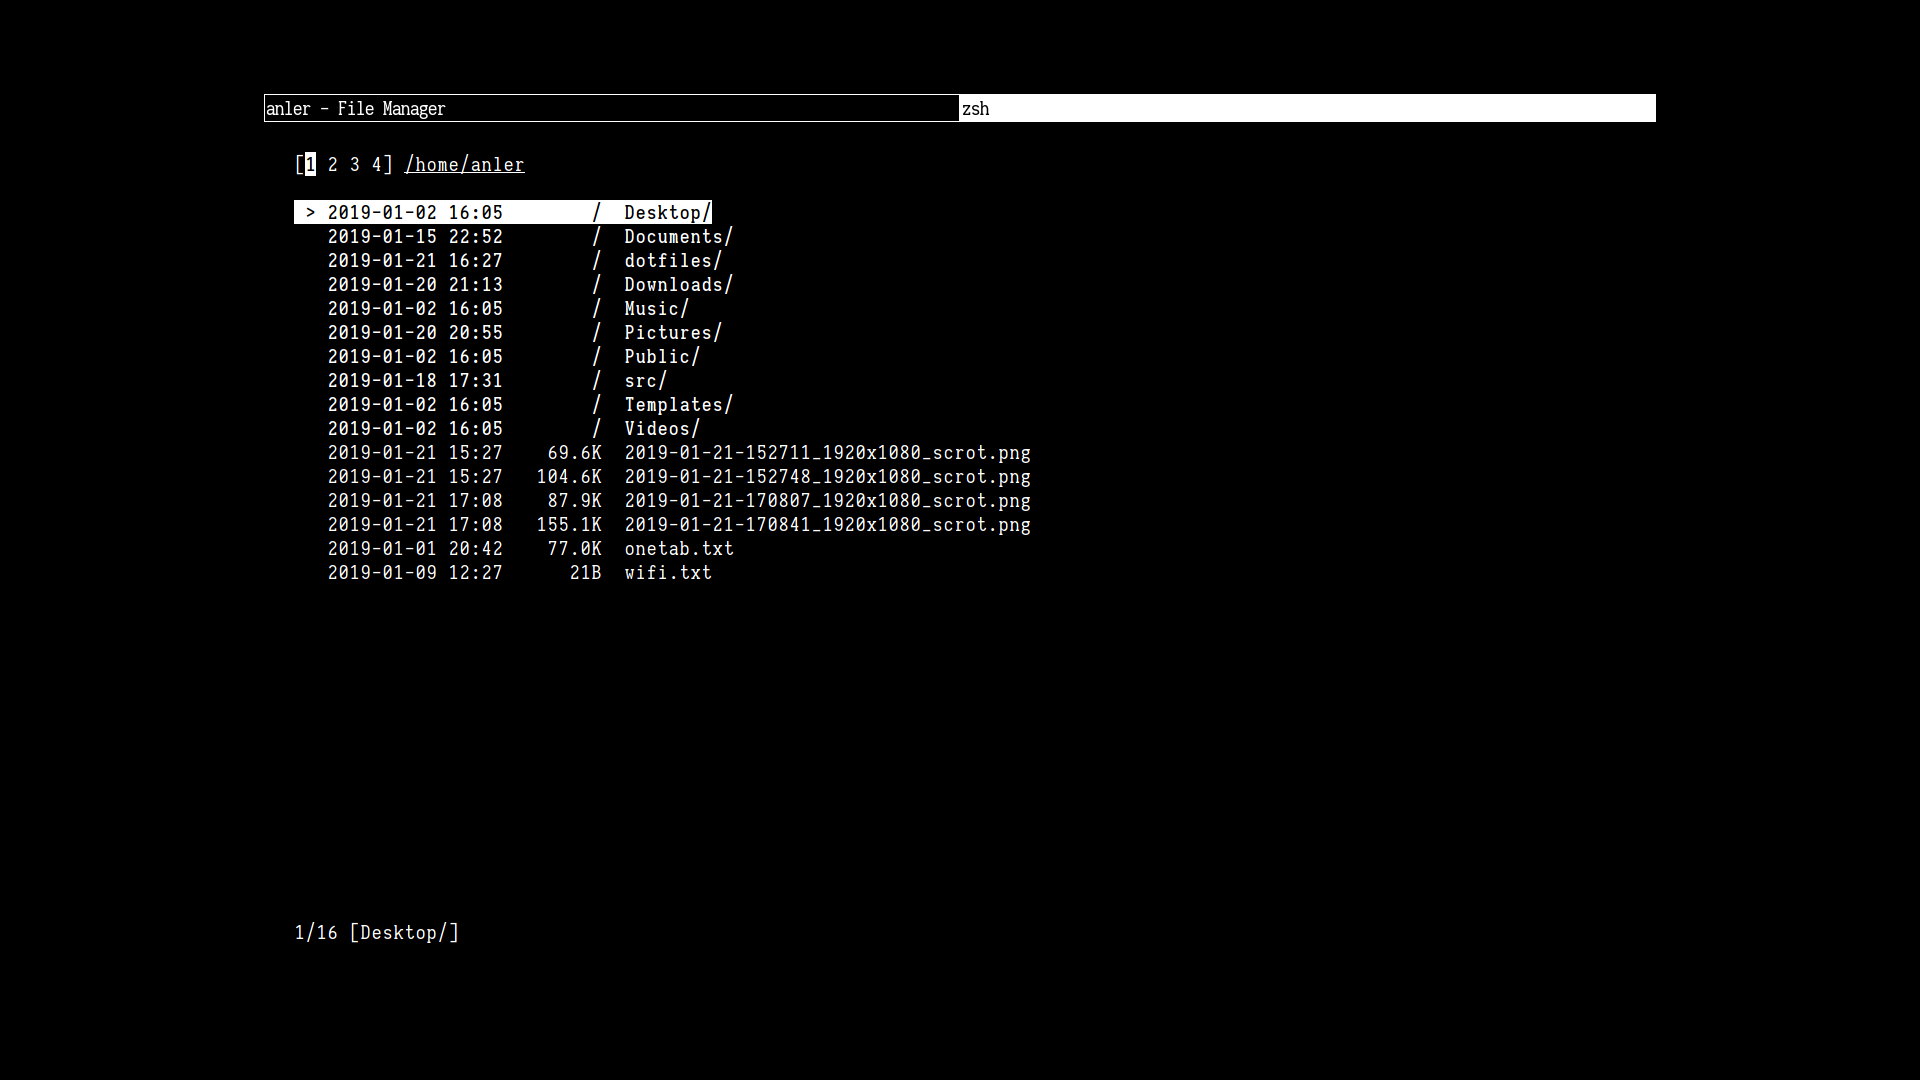 anler - File Manager zsh
[1 2 3 4] /home/anler
> 2019-01-02 16:05 / Desktop/
2019-01-15 22:52 / Documents/
2019-01-21 16:27 / dotfiles/
2019-01-20 21:13 / Downloads/
2019-01-02 16:05 / Music/
2019-01-20 20:55 / Pictures/
2019-01-02 16:05 / Public/
2019-01-18 17:31 / src/
2019-01-02 16:05 / Templates/
2019-01-02 16:05 / Videos/
2019-01-21 15:27 69.6K 2019-01-21-152711_1920x1080_scrot.png
2019-01-21 15:27 104.6K 2019-01-21-152748_1920x1080_scrot.png
2019-01-21 17:08 87.9K 2019-01-21-170807_1920x1080_scrot.png
2019-01-21 17:08 155.1K 2019-01-21-170841_1920x1080_scrot.png
2019-01-01 20:42 77.0K onetab.txt
2019-01-09 12:27 21B wifi.txt
1/16 [Desktop/]